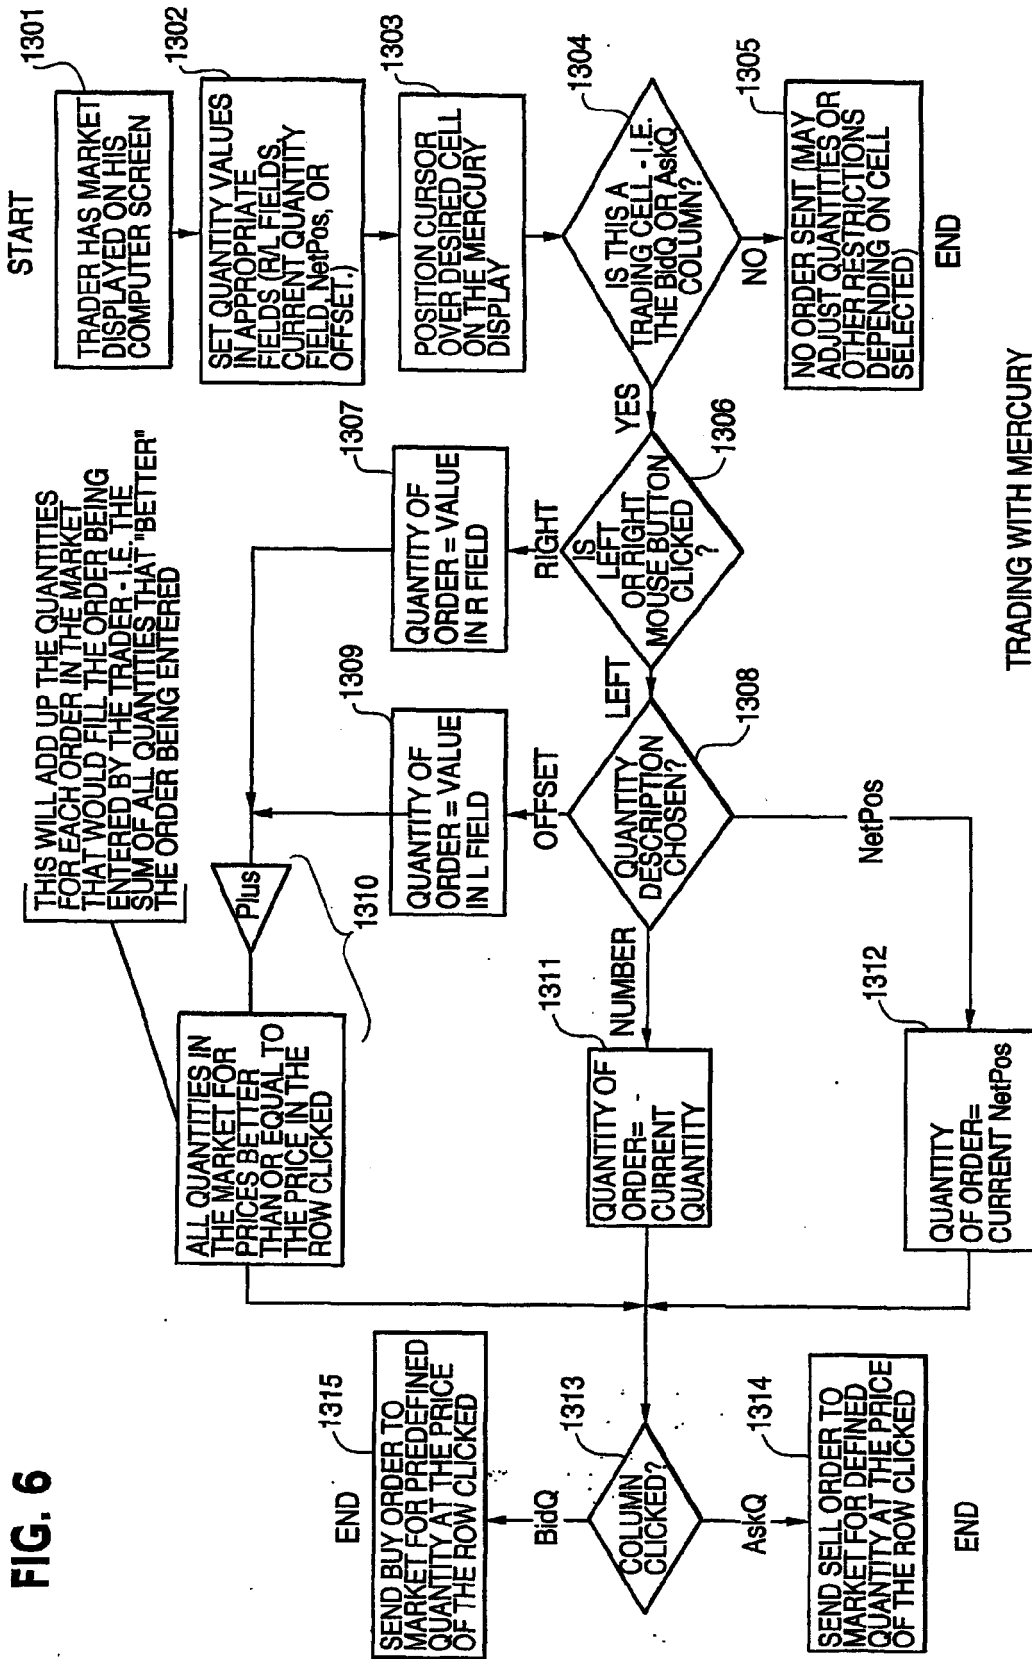 FIG. 6
START
1301
TRADER HAS MARKET
DISPLAYED ON HIS
COMPUTER SCREEN
1302
SET QUANTITY VALUES
IN APPROPRIATE
FIELDS (R/L FIELDS,
CURRENT QUANTITY
FIELD, NetPos, OR
OFFSET.)
1303
POSITION CURSOR
OVER DESIRED CELL
ON THE MERCURY
DISPLAY
1304
IS THIS A
TRADING CELL - I.E.
THE BidQ OR AskQ
COLUMN?
NO
1305
NO ORDER SENT (MAY
ADJUST QUANTITIES OR
OTHER RESTRICTIONS
DEPENDING ON CELL
SELECTED)
END
YES
1306
IS
LEFT
OR RIGHT
MOUSE BUTTON
CLICKED
?
RIGHT
1307
QUANTITY OF
ORDER = VALUE
IN R FIELD
LEFT
1308
QUANTITY
DESCRIPTION
CHOSEN?
OFFSET
1309
QUANTITY OF
ORDER = VALUE
IN L FIELD
THIS WILL ADD UP THE QUANTITIES
FOR EACH ORDER IN THE MARKET
THAT WOULD FILL THE ORDER BEING
ENTERED BY THE TRADER - I.E. THE
SUM OF ALL QUANTITIES THAT "BETTER"
THE ORDER BEING ENTERED
Plus
1310
ALL QUANTITIES IN
THE MARKET FOR
PRICES BETTER
THAN OR EQUAL TO
THE PRICE IN THE
ROW CLICKED
NUMBER
1311
QUANTITY OF
ORDER=
CURRENT
QUANTITY
NetPos
1312
QUANTITY
OF ORDER=
CURRENT NetPos
1313
COLUMN
CLICKED?
BidQ
1315
SEND BUY ORDER TO
MARKET FOR PREDEFINED
QUANTITY AT THE PRICE
OF THE ROW CLICKED
END
AskQ
1314
SEND SELL ORDER TO
MARKET FOR DEFINED
QUANTITY AT THE PRICE
OF THE ROW CLICKED
END
TRADING WITH MERCURY